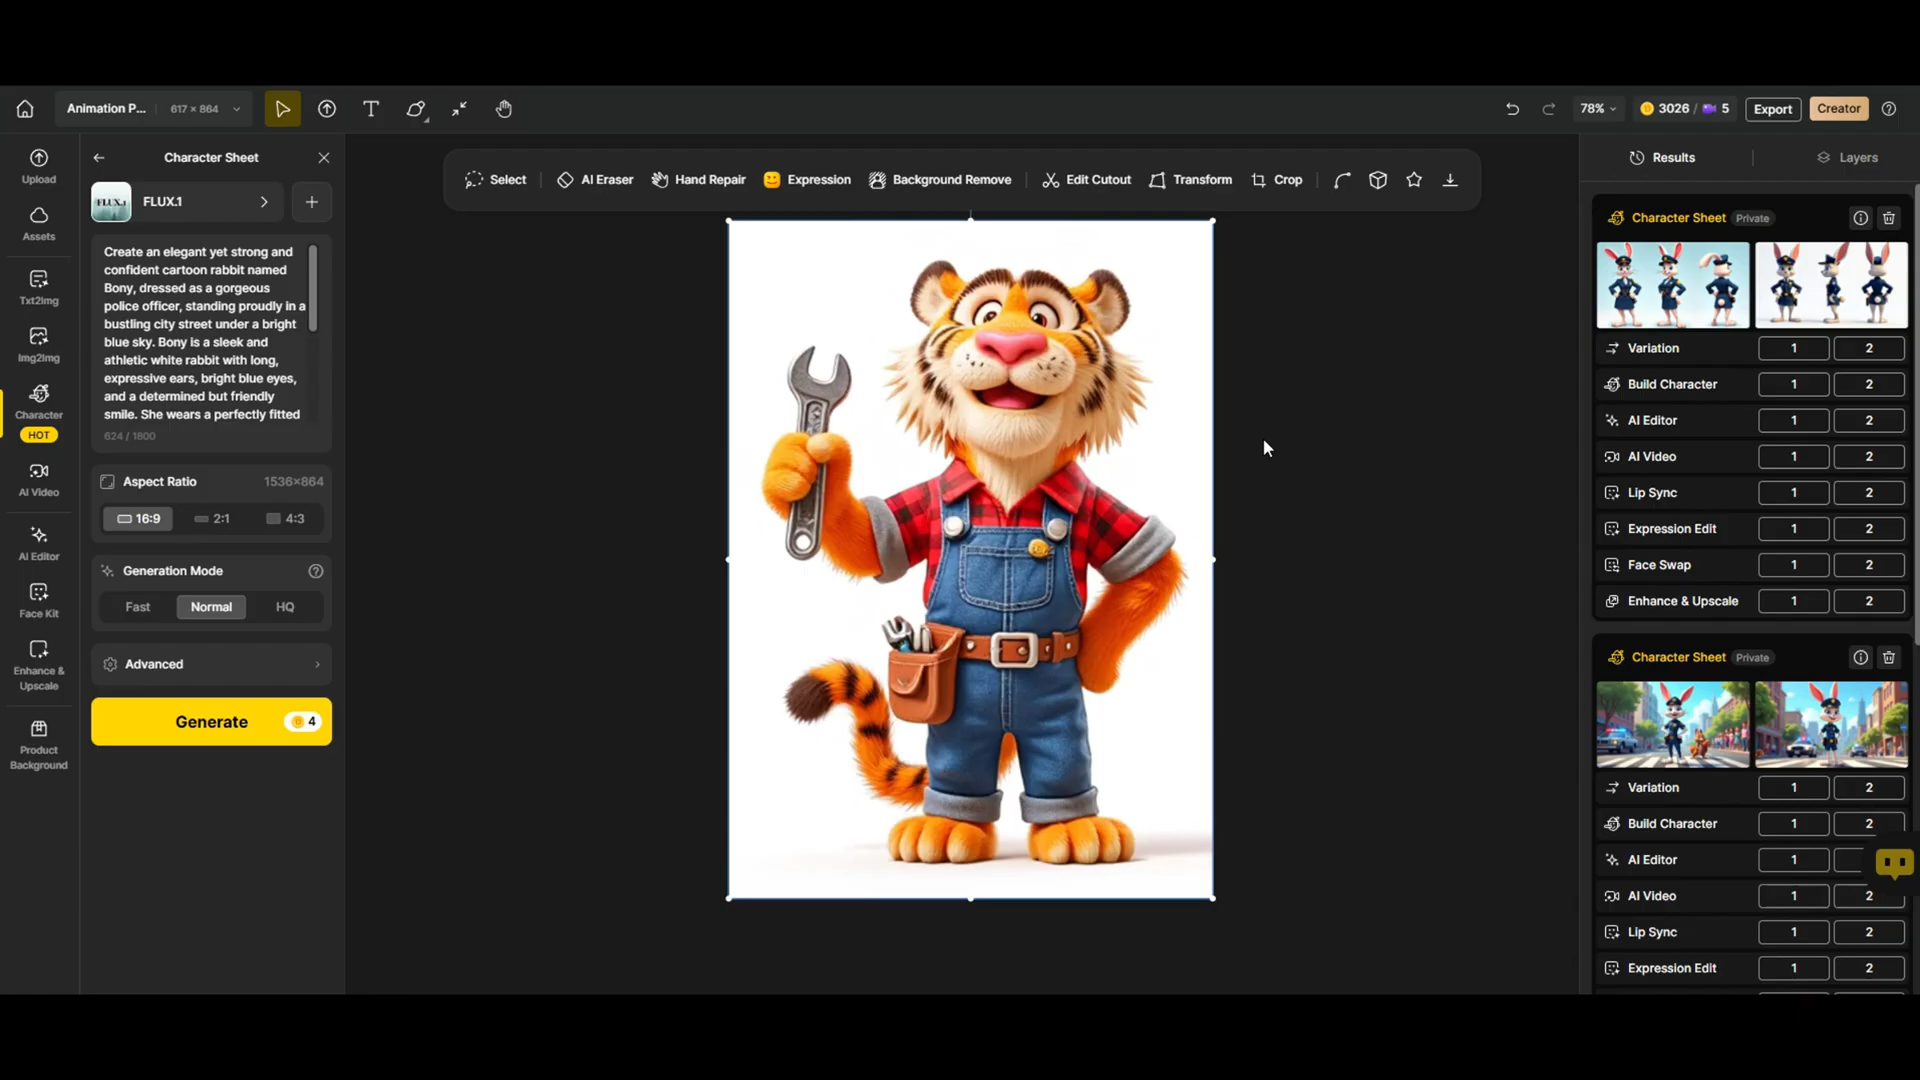 Animation P... 617 × 864
78% 3026 / 5 Export Creator
Upload
Assets
Txt2Img
Img2Img
Character
HOT
AI Video
AI Editor
Face Kit
Enhance &
Upscale
Product
Background
Character Sheet
FLUX.1
FLUX.1
Create an elegant yet strong and
confident cartoon rabbit named
Bony, dressed as a gorgeous
police officer, standing proudly in a
bustling city street under a bright
blue sky. Bony is a sleek and
athletic white rabbit with long,
expressive ears, bright blue eyes,
and a determined but friendly
smile. She wears a perfectly fitted
624 / 1800
Aspect Ratio 1536×864
16:9 2:1 4:3
Generation Mode
Fast Normal HQ
Advanced
Generate 4
Select AI Eraser Hand Repair Expression Background Remove Edit Cutout Transform Crop
Results Layers
Character Sheet Private
Variation 1 2
Build Character 1 2
AI Editor 1 2
AI Video 1 2
Lip Sync 1 2
Expression Edit 1 2
Face Swap 1 2
Enhance & Upscale 1 2
Character Sheet Private
Variation 1 2
Build Character 1 2
AI Editor 1
AI Video 1 2
Lip Sync 1 2
Expression Edit 1 2